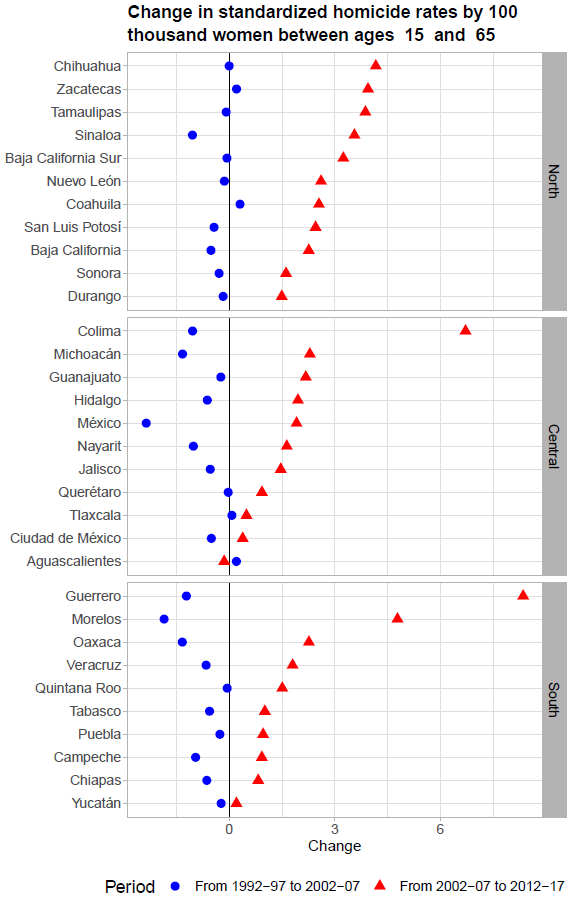 Change in standardized homicide rates by 100
thousand women between ages 15 and 65
Chihuahua
Zacatecas
Tamaulipas
Sinaloa
Baja California Sur
Nuevo León
Coahuila
San Luis Potosí
Baja California
Sonora
Durango
North
Colima
Michoacán
Guanajuato
Hidalgo
México
Nayarit
Jalisco
Querétaro
Tlaxcala
Ciudad de México
Aguascalientes
Central
Guerrero
Morelos
Oaxaca
Veracruz
Quintana Roo
Tabasco
Puebla
Campeche
Chiapas
Yucatán
South
0 3 6
Change
Period From 1992−97 to 2002−07 From 2002−07 to 2012−17